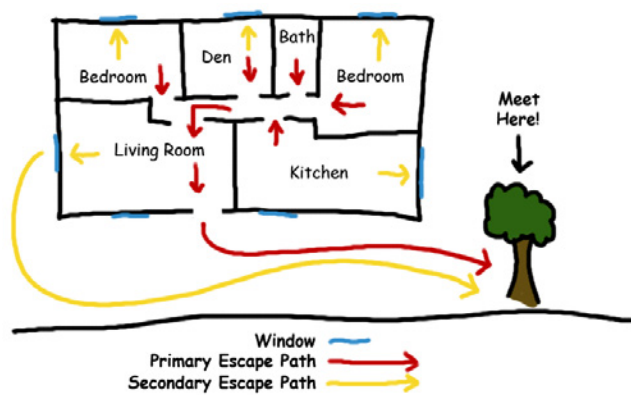 Bath
Den
Bedroom
Bedroom
Meet
Here!
Living Room
Kitchen
Window
Primary Escape Path
Secondary Escape Path